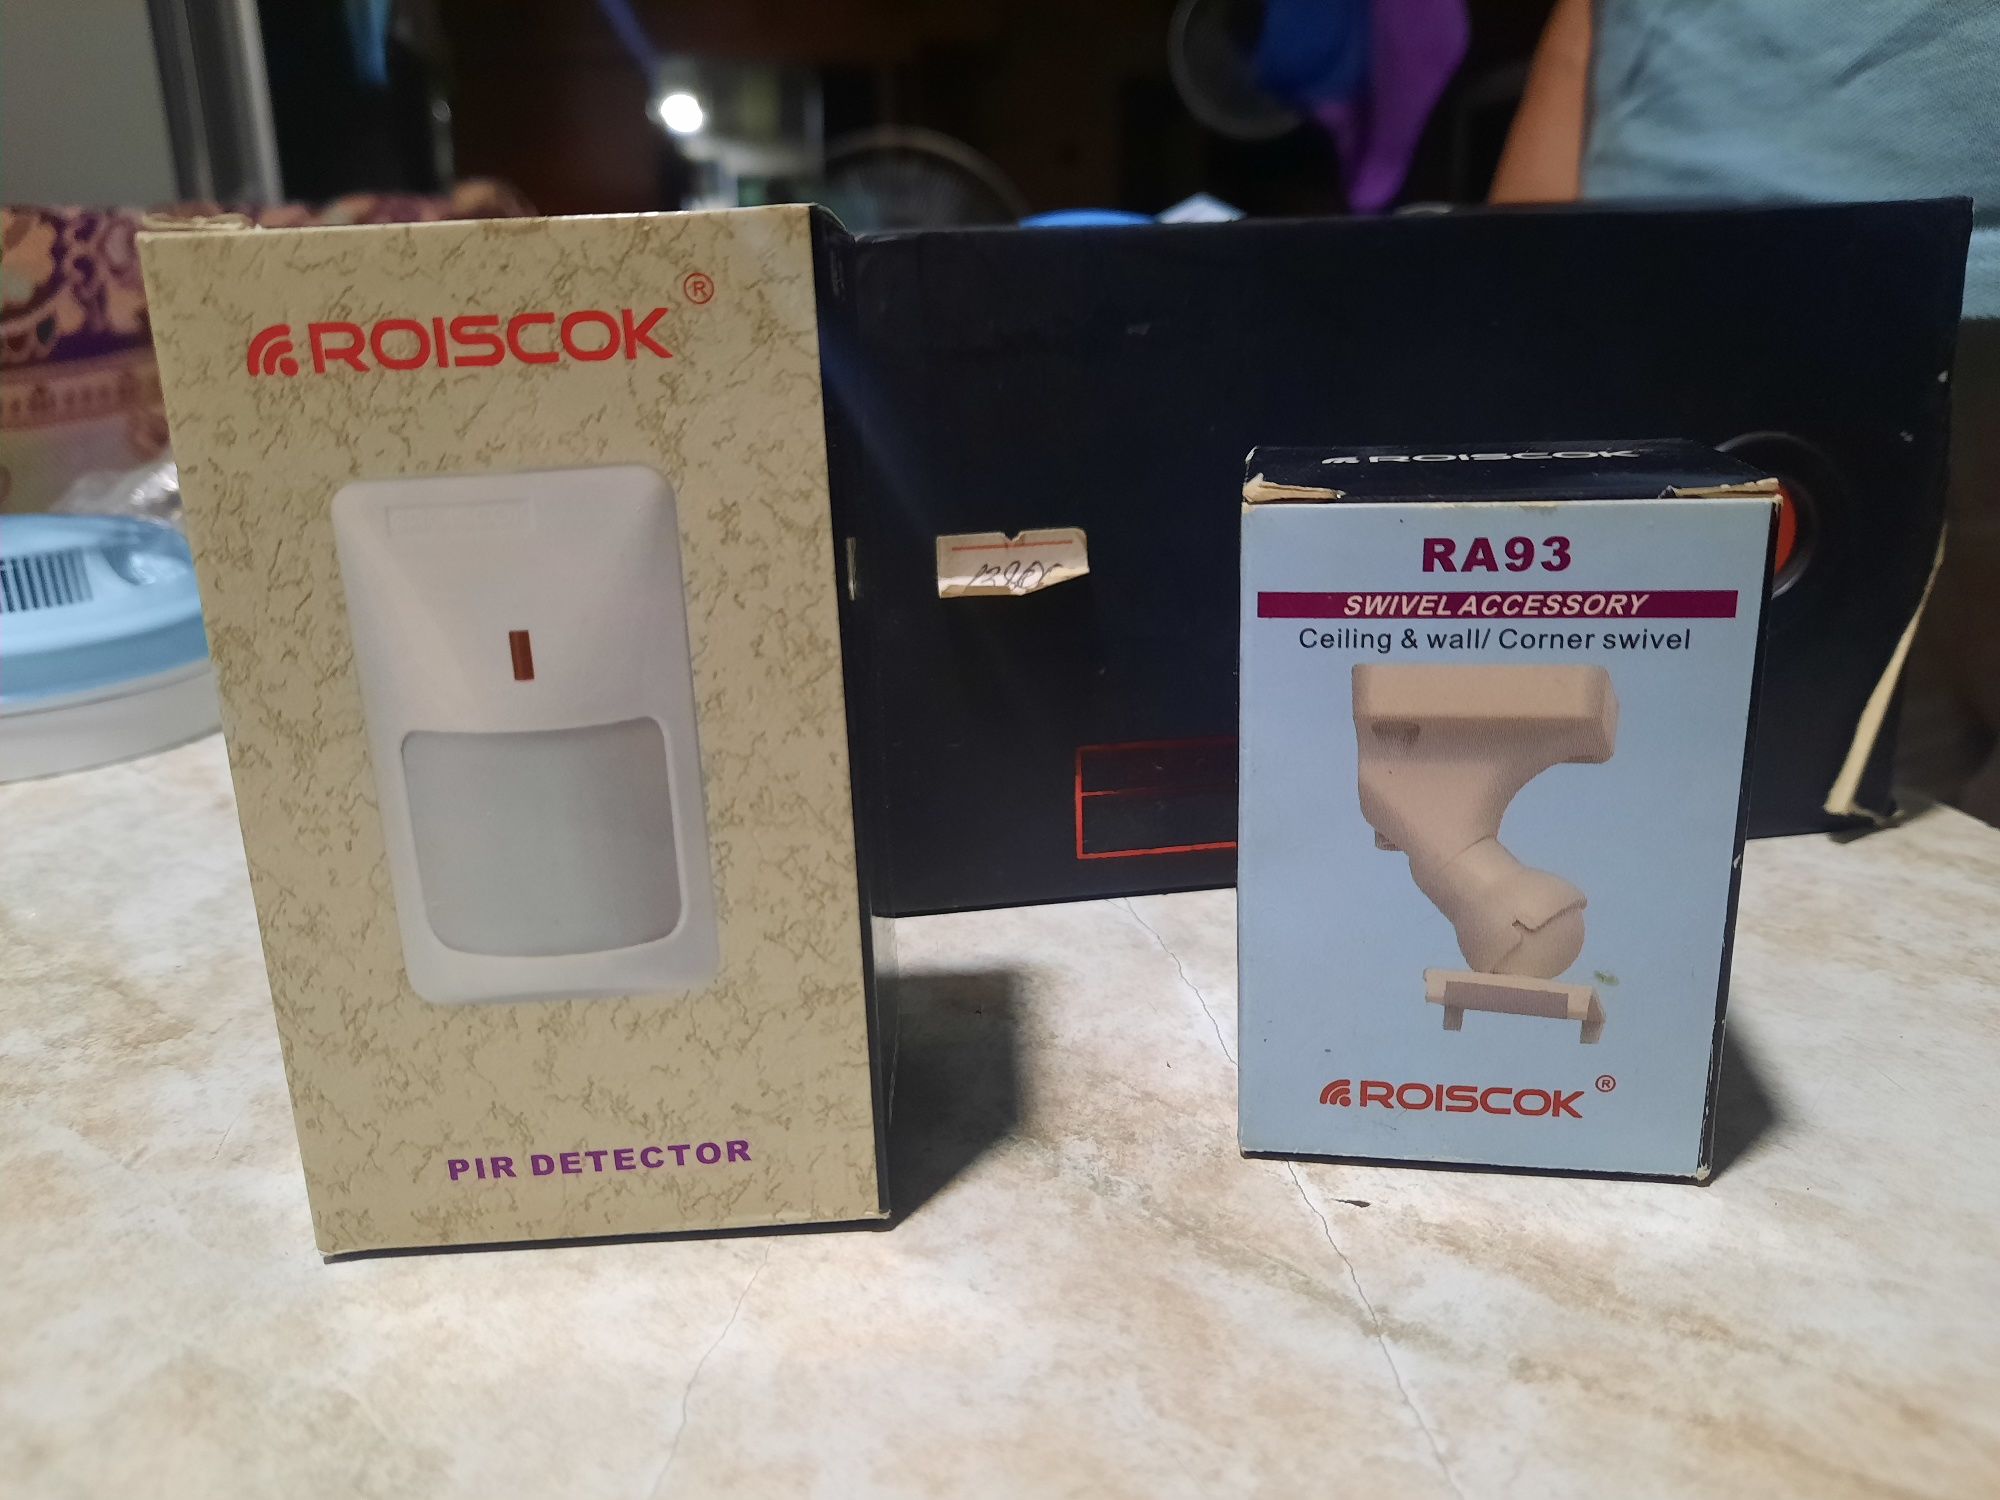 ROISCOK®
PIR DETECTOR
ROISCOK
RA93
SWIVEL ACCESSORY
Ceiling & wall/ Corner swivel
ROISCOK®